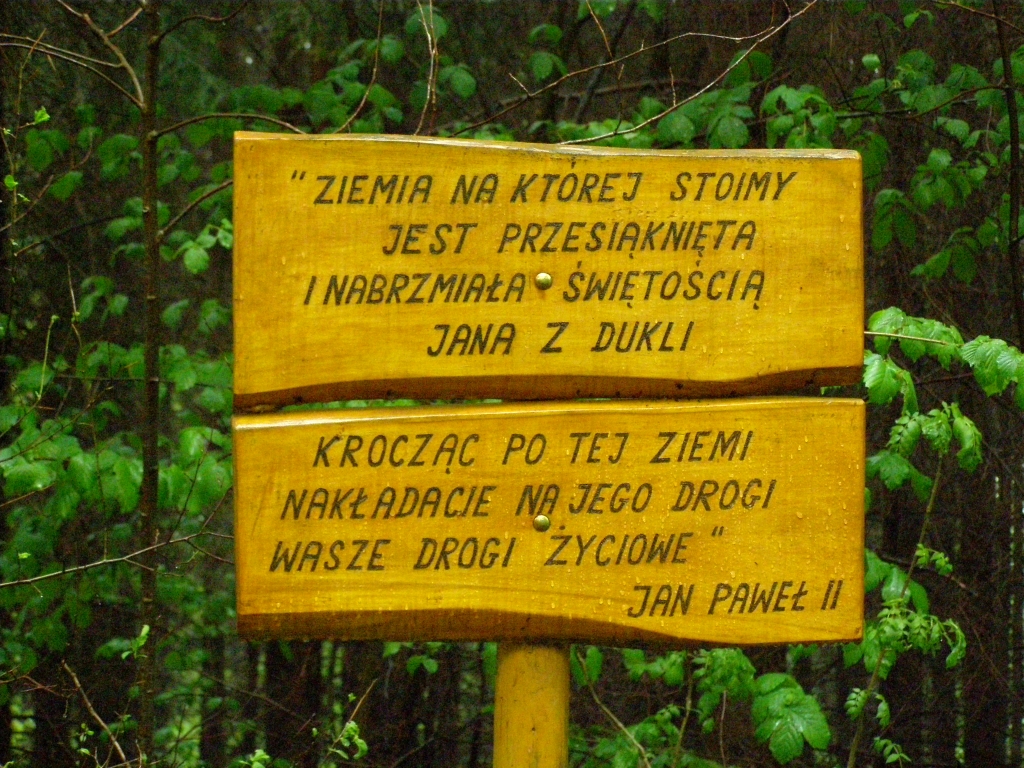 "ZIEMIA NA KTÓREJ STOIMY
JEST PRZESIĄKNIĘTA
I NABRZMIAŁA ŚWIĘTOŚCIĄ
JANA Z DUKLI
KROCZĄC PO TEJ ZIEMI
NAKŁADACIE NA JEGO DROGI
WASZE DROGI ŻYCIOWE"
JAN PAWEŁ II